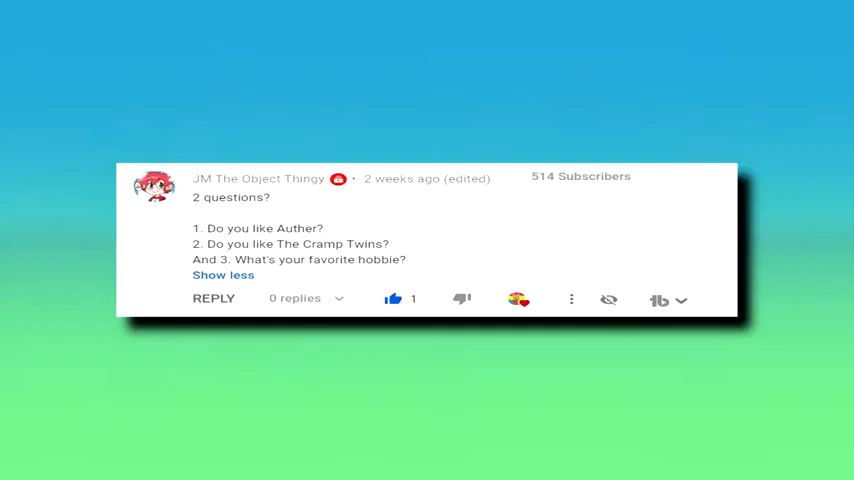 JM The Object Thingy • 2 weeks ago (edited) 514 Subscribers
2 questions?
1. Do you like Auther?
2. Do you like The Cramp Twins?
And 3. What's your favorite hobbie?
Show less
REPLY 0 replies 1 tb